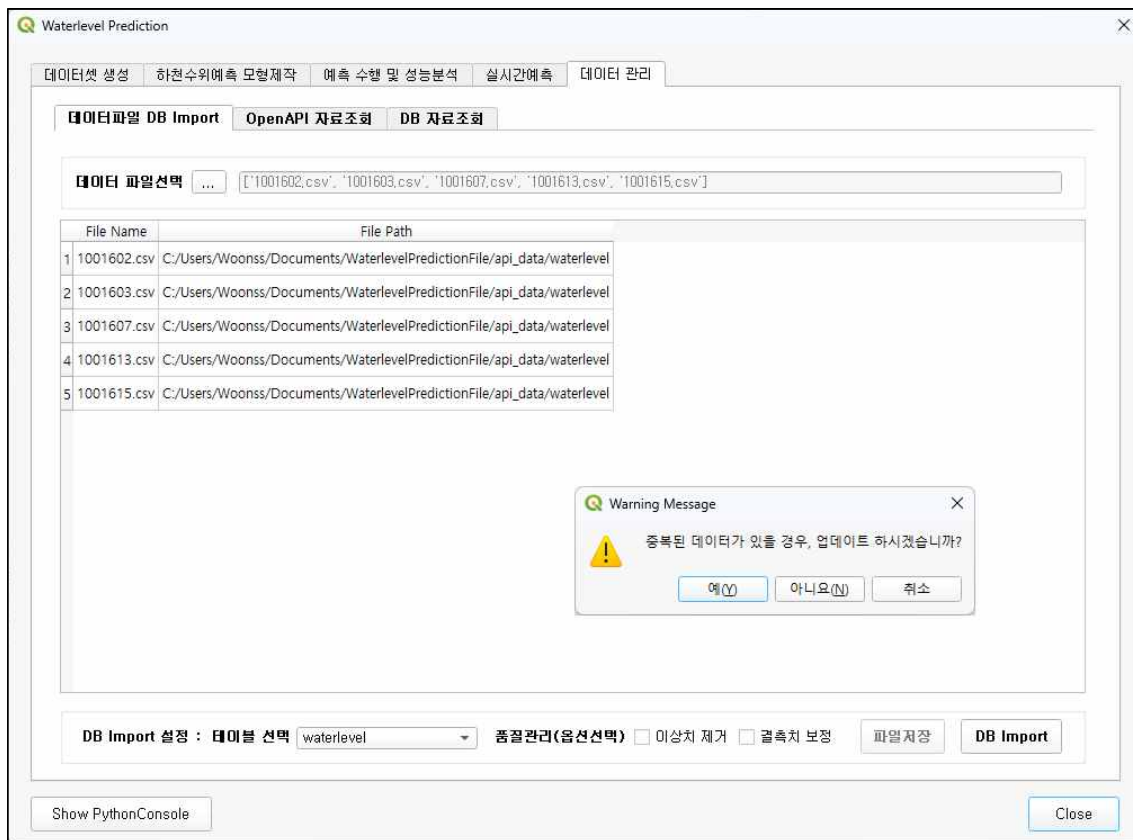 Waterlevel Prediction
데이터셋 생성 하천수위예측 모형제작 예측 수행 및 성능분석 실시간예측 데이터 관리
데이터파일 DB Import OpenAPI 자료조회 DB 자료조회
데이터 파일선택 ... ['1001602.csv', '1001603.csv', '1001607.csv', '1001613.csv', '1001615.csv']
File Name File Path
1 1001602.csv C:/Users/Woonss/Documents/WaterlevelPredictionFile/api_data/waterlevel
2 1001603.csv C:/Users/Woonss/Documents/WaterlevelPredictionFile/api_data/waterlevel
3 1001607.csv C:/Users/Woonss/Documents/WaterlevelPredictionFile/api_data/waterlevel
4 1001613.csv C:/Users/Woonss/Documents/WaterlevelPredictionFile/api_data/waterlevel
5 1001615.csv C:/Users/Woonss/Documents/WaterlevelPredictionFile/api_data/waterlevel
Warning Message
중복된 데이터가 있을 경우, 업데이트 하시겠습니까?
예(Y) 아니요(N) 취소
DB Import 설정 : 테이블 선택 waterlevel 품질관리(옵션선택) 이상치 제거 결측치 보정 파일저장 DB Import
Show PythonConsole Close